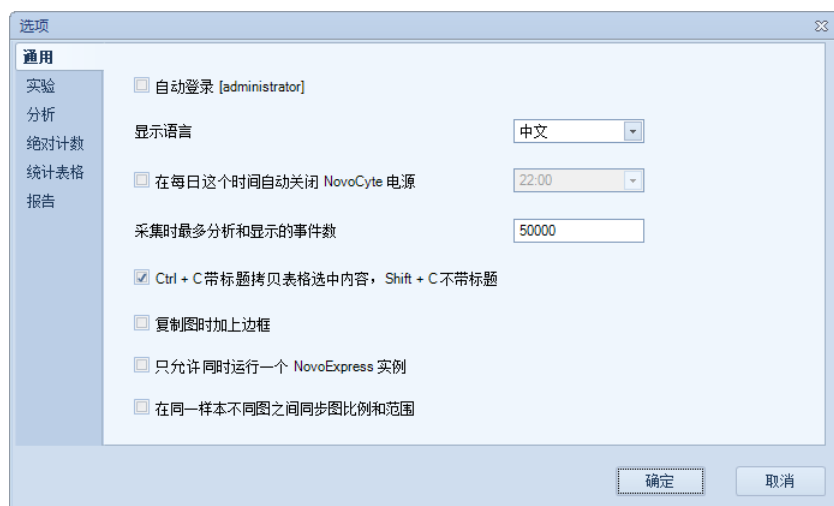 选项
通用
实验
分析
绝对计数
统计表格
报告
自动登录 [administrator]
显示语言 中文
在每日这个时间自动关闭 NovoCyte 电源 22:00
采集时最多分析和显示的事件数 50000
Ctrl + C 带标题拷贝表格选中内容，Shift + C 不带标题
复制图时加上边框
只允许同时运行一个 NovoExpress 实例
在同一样本不同图之间同步图比例和范围
确定 取消